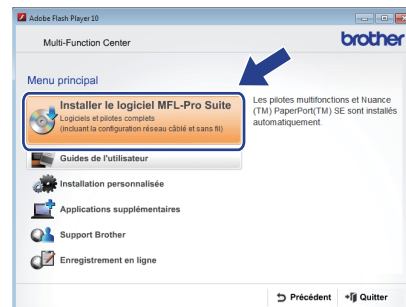 Adobe Flash Player 10
Multi-Function Center
brother
Menu principal
Installer le logiciel MFL-Pro Suite
Logiciels et pilotes complets
(incluant la configuration réseau câblé et sans fil)
Les pilotes multifonctions et Nuance
(TM) PaperPort(TM) SE sont installés
automatiquement.
Guides de l'utilisateur
Installation personnalisée
Applications supplémentaires
Support Brother
Enregistrement en ligne
Précédent
Quitter